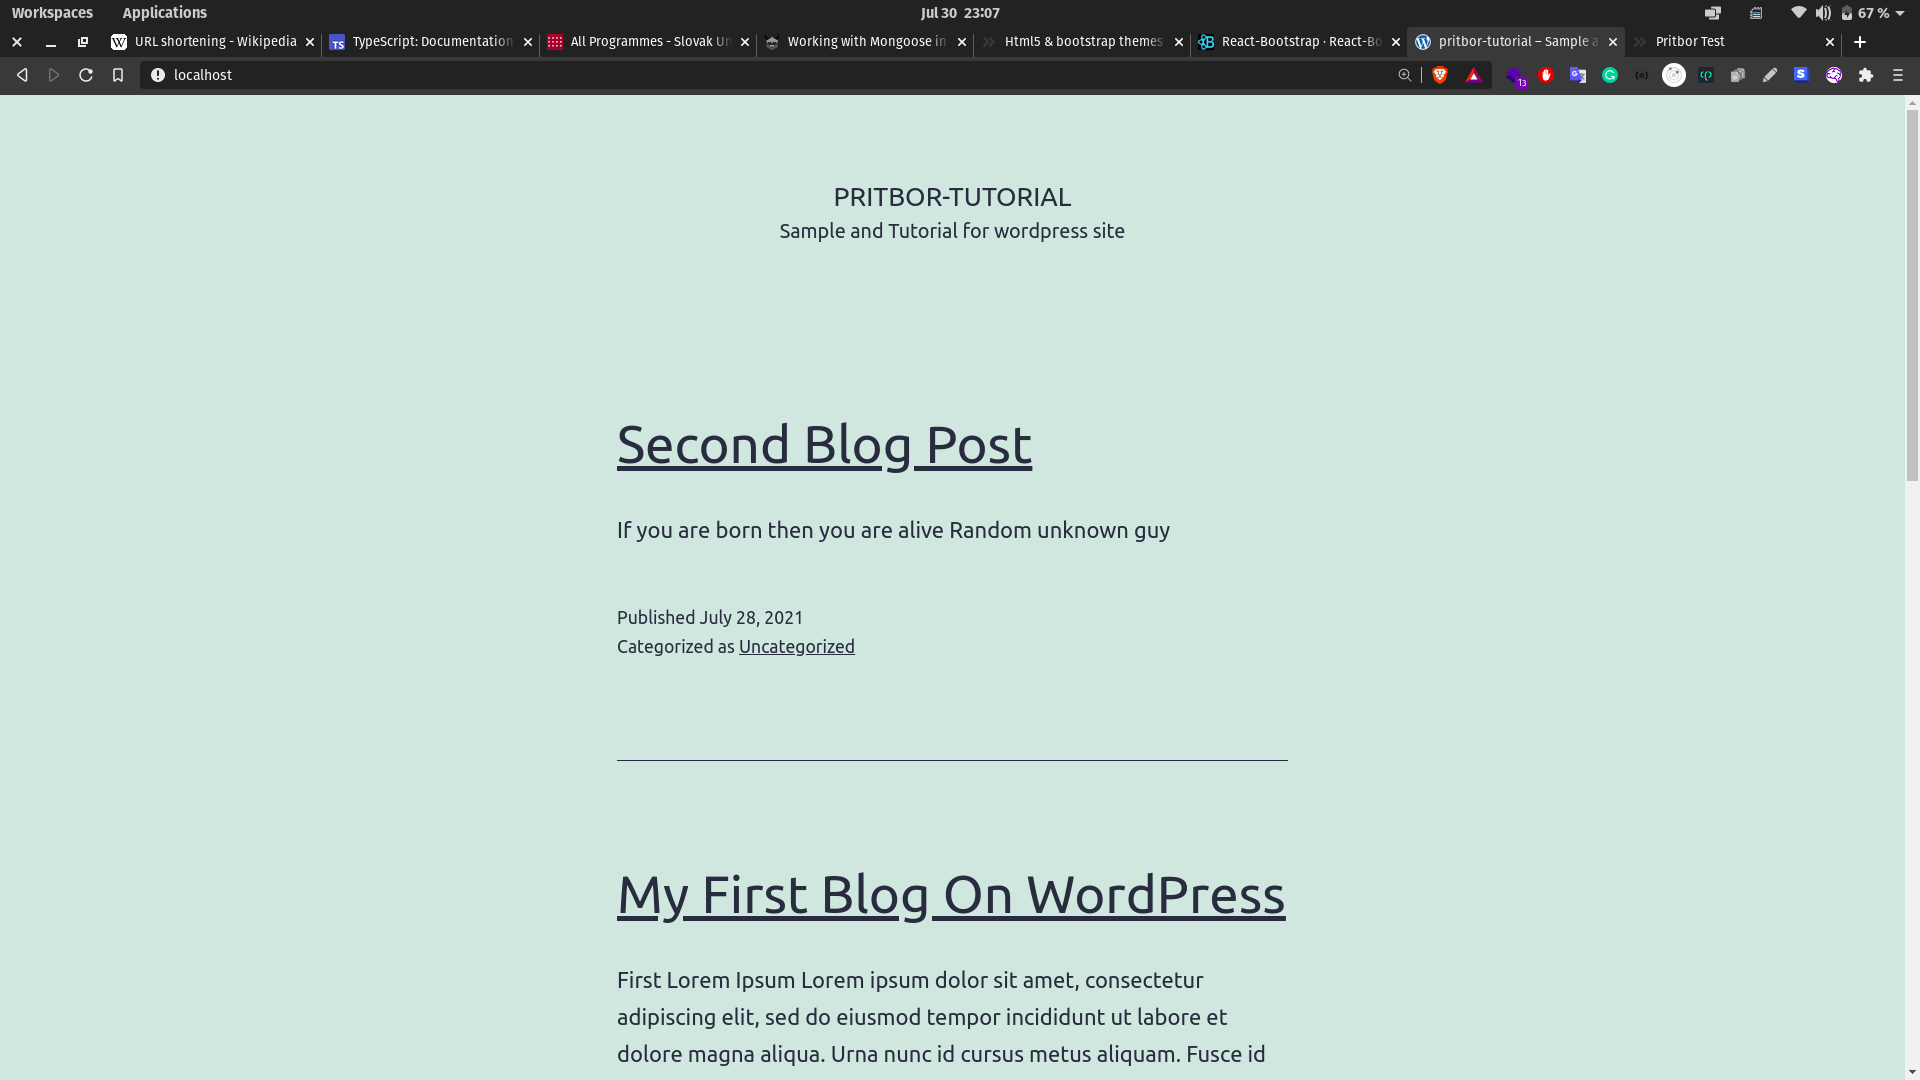 Workspaces Applications Jul 30 23:07 67 %
URL shortening - Wikipedia TypeScript: Documentation All Programmes - Slovak Un Working with Mongoose in Html5 & bootstrap themes React-Bootstrap · React-Bo pritbor-tutorial – Sample a Pritbor Test
localhost 13
PRITBOR-TUTORIAL
Sample and Tutorial for wordpress site
Second Blog Post
If you are born then you are alive Random unknown guy
Published July 28, 2021
Categorized as Uncategorized
My First Blog On WordPress
First Lorem Ipsum Lorem ipsum dolor sit amet, consectetur
adipiscing elit, sed do eiusmod tempor incididunt ut labore et
dolore magna aliqua. Urna nunc id cursus metus aliquam. Fusce id